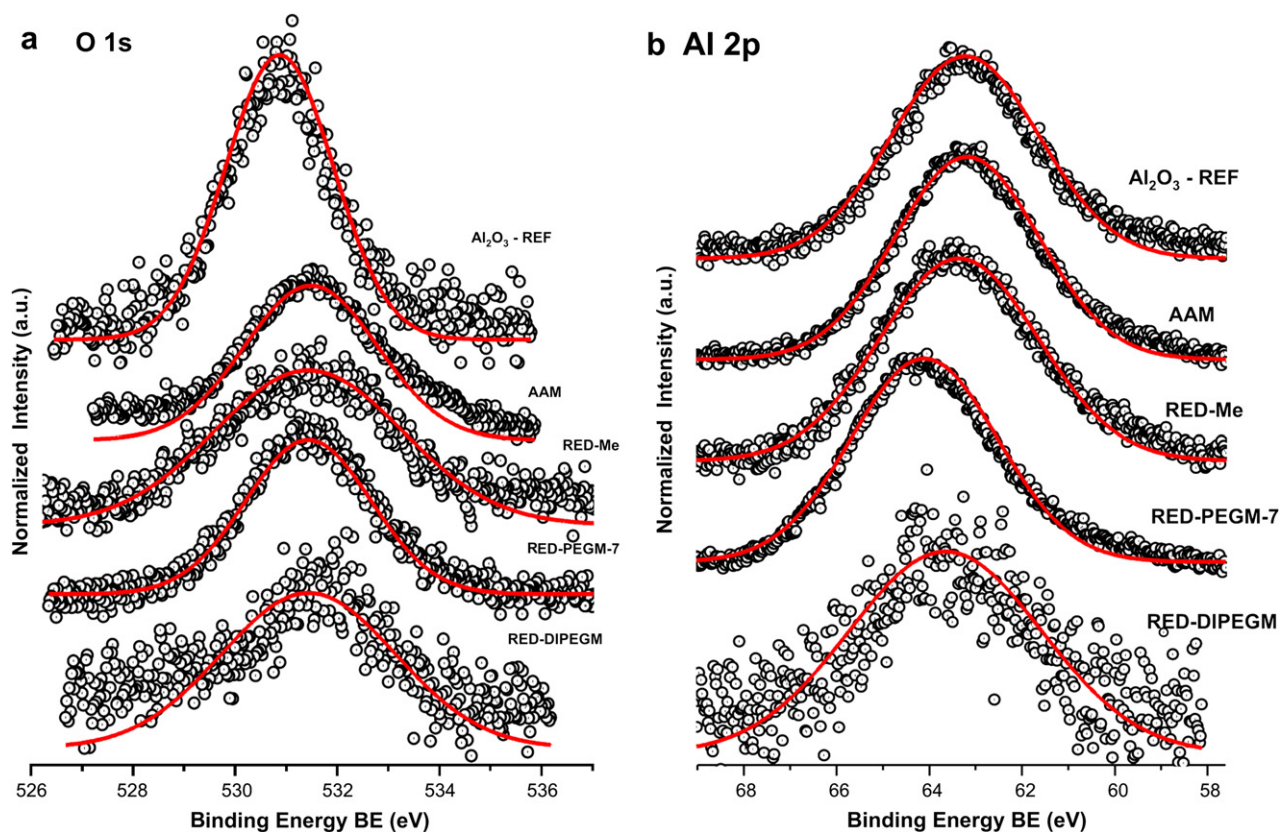 a O 1s
Normalized Intensity (a.u.)
Al₂O₃ - REF
AAM
RED-Me
RED-PEGM-7
RED-DIPEGM
526 528 530 532 534 536
Binding Energy BE (eV)
b Al 2p
Normalized Intensity (a.u.)
Al₂O₃ - REF
AAM
RED-Me
RED-PEGM-7
RED-DIPEGM
68 66 64 62 60 58
Binding Energy BE (eV)